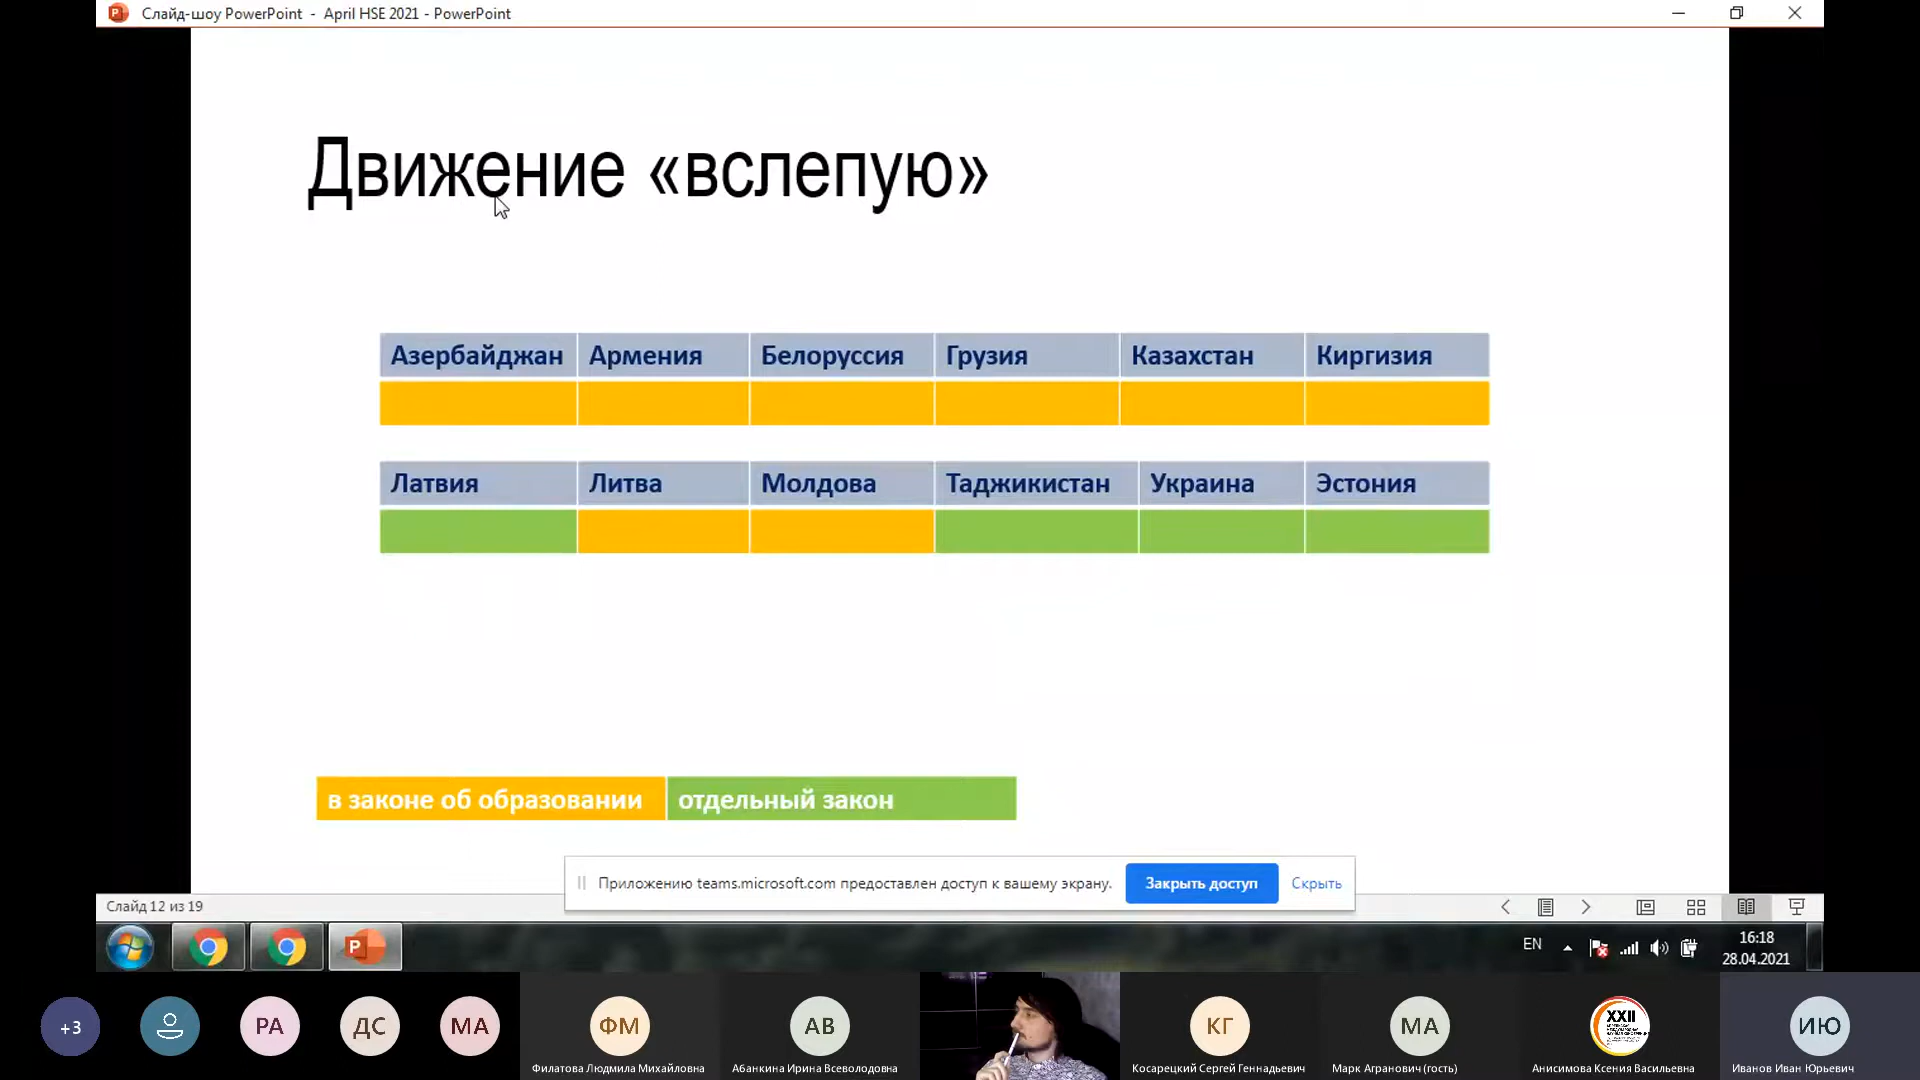 Слайд-шоу PowerPoint - April HSE 2021 - PowerPoint
Движение «вслепую»
Азербайджан Армения Белоруссия Грузия Казахстан Киргизия
Латвия Литва Молдова Таджикистан Украина Эстония
в законе об образовании отдельный закон
Приложению teams.microsoft.com предоставлен доступ к вашему экрану. Закрыть доступ Скрыть
Слайд 12 из 19
EN 16:18
28.04.2021
+3 РА ДС МА ФМ АВ КГ МА XXII ИЮ
Филатова Людмила Михайловна Абанкина Ирина Всеволодовна Косарецкий Сергей Геннадьевич Марк Агранович (гость) Анисимова Ксения Васильевна Иванов Иван Юрьевич